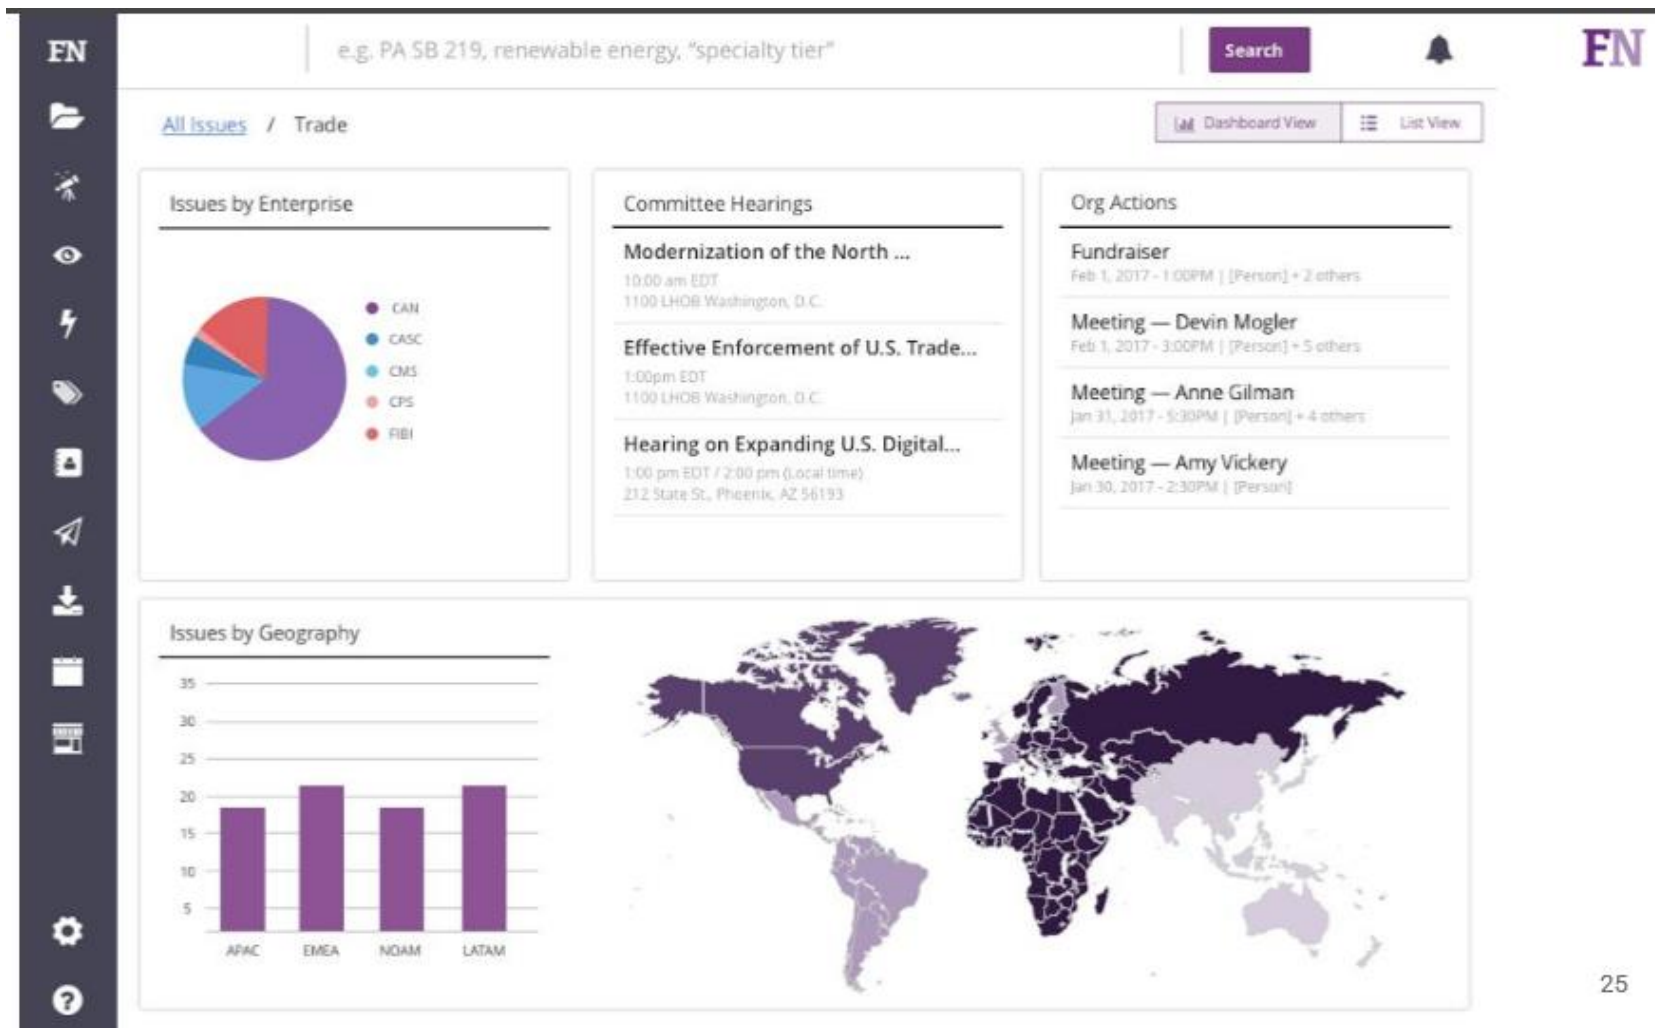 FN
e.g. PA SB 219, renewable energy, “specialty tier”
Search
FN
All Issues / Trade
Dashboard View
List View
Issues by Enterprise
CAN
CASC
CMS
CPS
FIBI
Committee Hearings
Modernization of the North ...
10:00 am EDT
1100 LHOB Washington, D.C.
Effective Enforcement of U.S. Trade...
1:00pm EDT
1100 LHOB Washington, D.C.
Hearing on Expanding U.S. Digital...
1:00 pm EDT / 2:00 pm (Local time)
212 State St., Phoenix, AZ 56193
Org Actions
Fundraiser
Feb 1, 2017 - 1:00PM | [Person] + 2 others
Meeting — Devin Mogler
Feb 1, 2017 - 3:00PM | [Person] + 5 others
Meeting — Anne Gilman
Jan 31, 2017 - 5:30PM | [Person] + 4 others
Meeting — Amy Vickery
Jan 30, 2017 - 2:30PM | [Person]
Issues by Geography
35
30
25
20
15
10
5
APAC EMEA NOAM LATAM
25